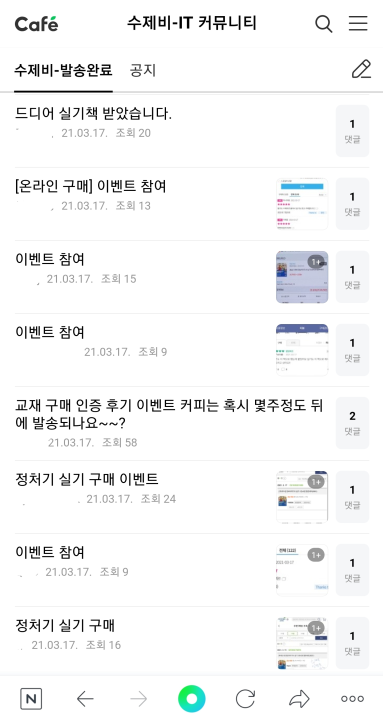 Café
수제비-IT 커뮤니티
수제비-발송완료 공지
드디어 실기책 받았습니다.
21.03.17. 조회 20
1
댓글
[온라인 구매] 이벤트 참여
21.03.17. 조회 13
1
댓글
이벤트 참여
21.03.17. 조회 15
1+
1
댓글
이벤트 참여
21.03.17. 조회 9
1
댓글
교재 구매 인증 후기 이벤트 커피는 혹시 몇주정도 뒤
에 발송되나요~~?
21.03.17. 조회 58
2
댓글
정처기 실기 구매 이벤트
21.03.17. 조회 24
1+
1
댓글
이벤트 참여
21.03.17. 조회 9
1+
1
댓글
정처기 실기 구매
21.03.17. 조회 16
1+
1
댓글
N